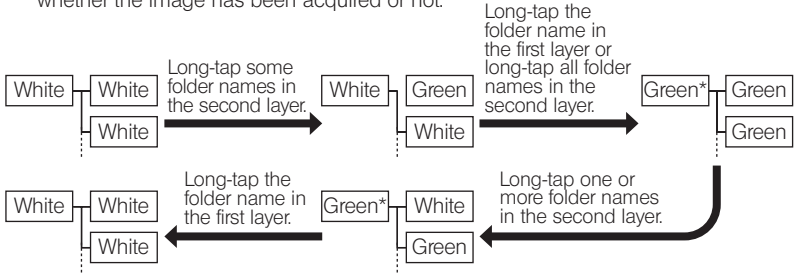 whether the image has been acquired or not.
Long-tap the
folder name in
the first layer or
long-tap all folder
names in the
second layer.
Long-tap some
folder names in
the second layer.
White
White
White
White
Green
White
Green*
Green
Green
Long-tap the
folder name in
the first layer.
Long-tap one or
more folder names
in the second layer.
White
White
White
Green*
White
Green